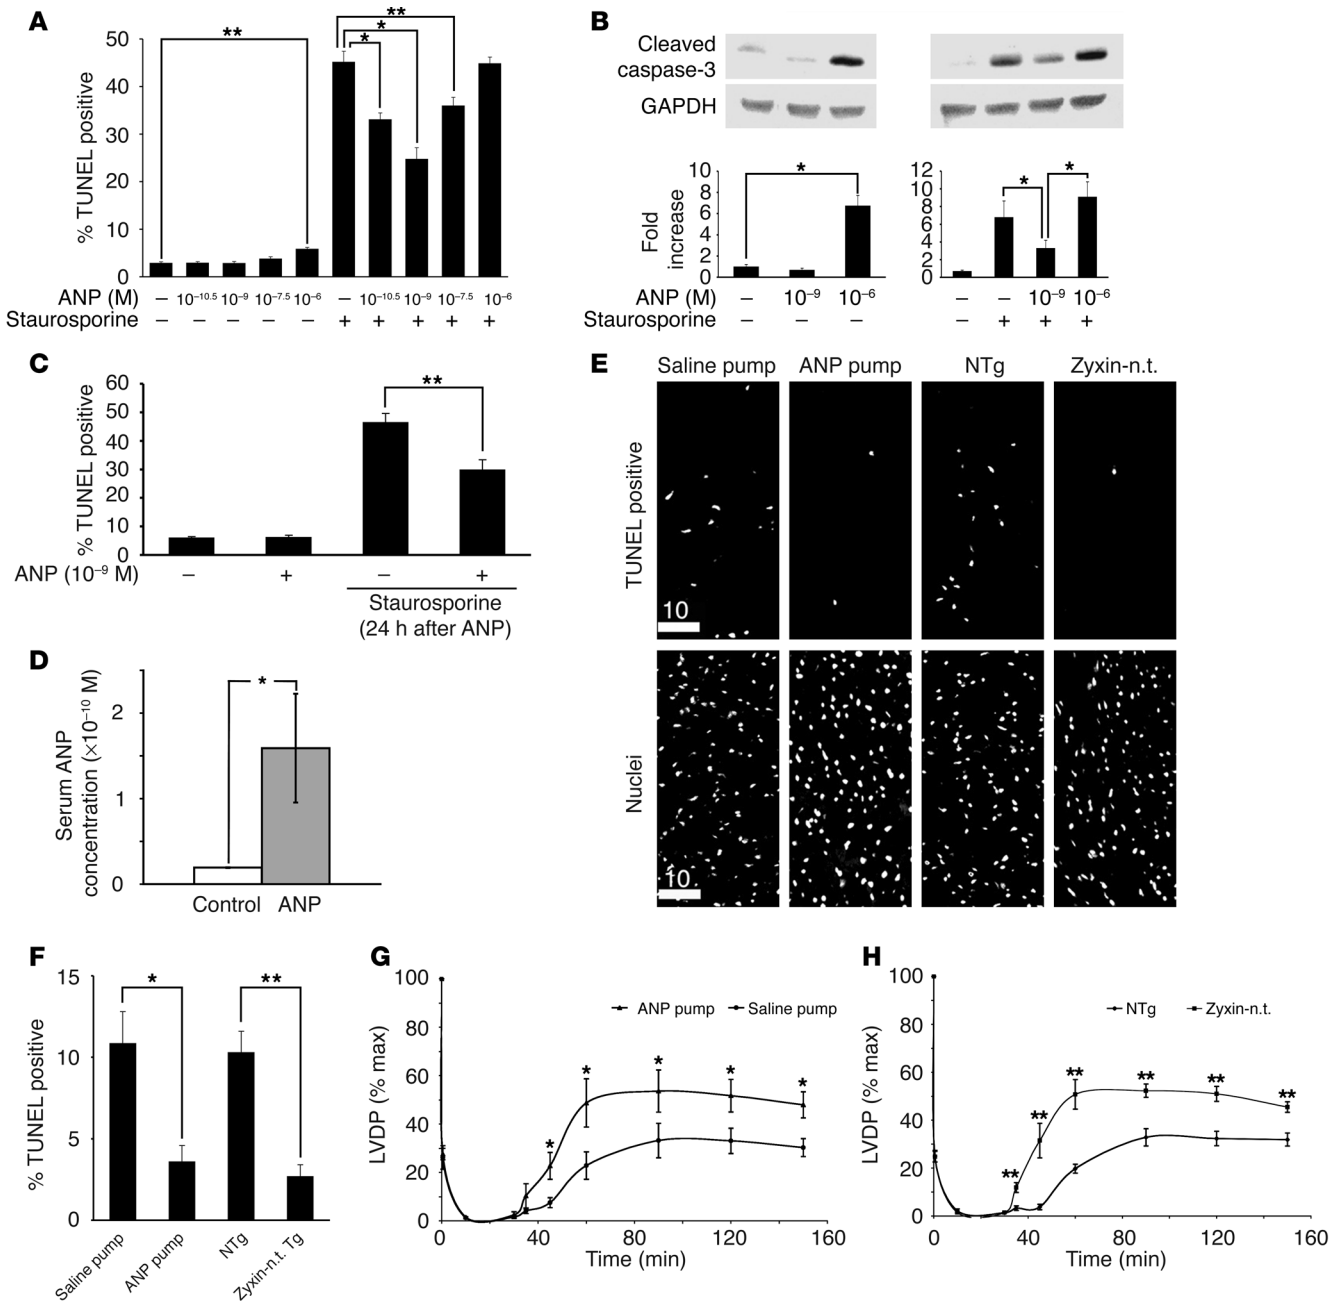 A
% TUNEL positive
50
40
30
20
10
0
** * * **
ANP (M) – 10⁻¹⁰·⁵ 10⁻⁹ 10⁻⁷·⁵ 10⁻⁶ – 10⁻¹⁰·⁵ 10⁻⁹ 10⁻⁷·⁵ 10⁻⁶
Staurosporine + + + + +
B
Cleaved
caspase-3
GAPDH
Fold
increase
10
8
6
4
2
0
*
12
10
8
6
4
2
0
* *
ANP (M) – 10⁻⁹ 10⁻⁶ – – 10⁻⁹ 10⁻⁶
Staurosporine – – – – + + +
C
% TUNEL positive
60
50
40
30
20
10
0
**
ANP (10⁻⁹ M) – + – +
Staurosporine
(24 h after ANP)
D
Serum ANP
concentration (×10⁻¹⁰ M)
2
1
0
*
Control ANP
E
Saline pump ANP pump NTg Zyxin-n.t.
TUNEL positive
10
Nuclei
10
F
% TUNEL positive
15
10
5
0
* **
Saline pump
ANP pump
NTg
Zyxin-n.t. Tg
G
LVDP (% max)
100
80
60
40
20
0
ANP pump Saline pump
* * * * *
0 40 80 120 160
Time (min)
H
LVDP (% max)
100
80
60
40
20
0
NTg Zyxin-n.t.
** ** ** ** ** **
0 40 80 120 160
Time (min)